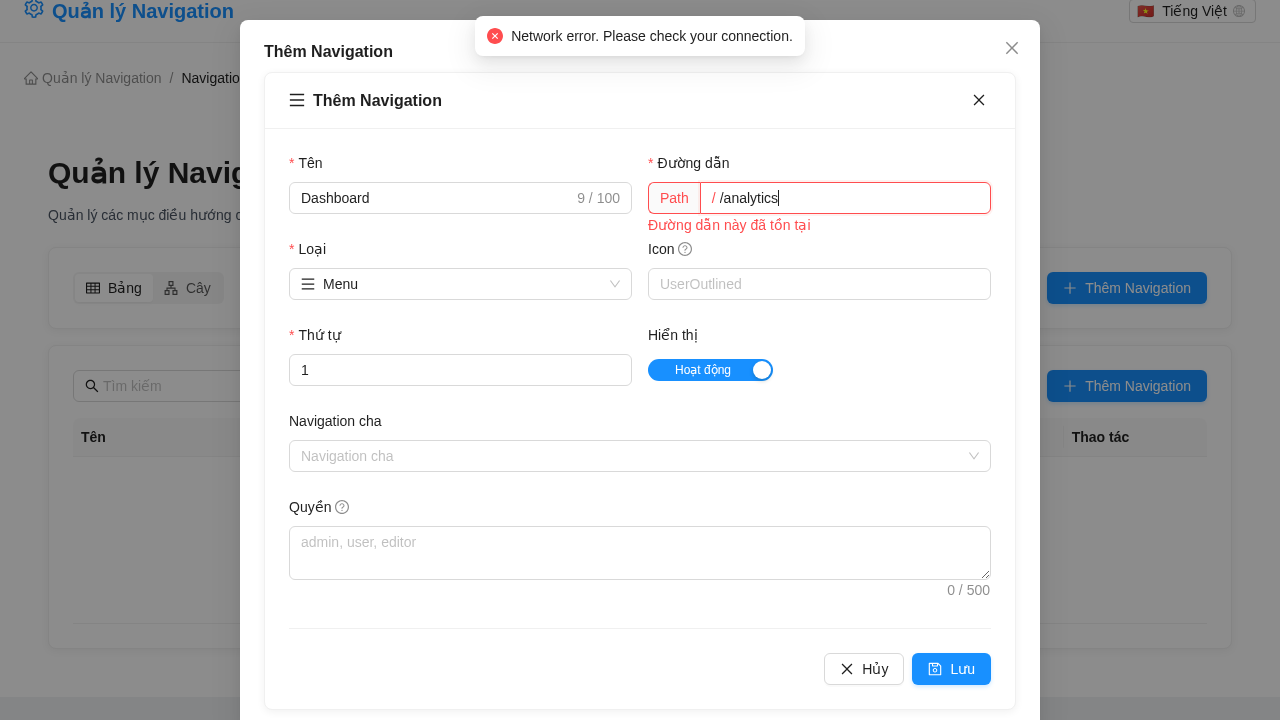 Quản lý Navigation
Tiếng Việt
Network error. Please check your connection.
Thêm Navigation
Quản lý Navigation / Navigatio
Thêm Navigation
Quản lý Navig
Quản lý các mục điều hướng c
* Tên
* Đường dẫn
Dashboard 9 / 100
Path / /analytics
Đường dẫn này đã tồn tại
* Loại
Icon
Menu
UserOutlined
Bảng Cây
Thêm Navigation
* Thứ tự
Hiển thị
1
Hoạt động
Tìm kiếm
Thêm Navigation
Navigation cha
Tên
Thao tác
Navigation cha
Quyền
admin, user, editor
0 / 500
Hủy Lưu